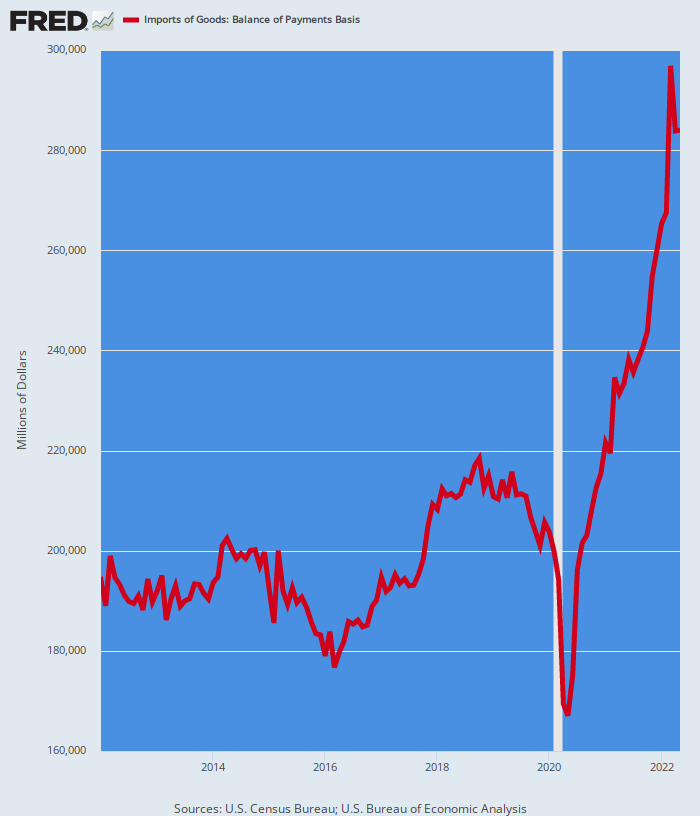 FRED Imports of Goods: Balance of Payments Basis
300,000
280,000
260,000
240,000
220,000
200,000
180,000
160,000
Millions of Dollars
2014 2016 2018 2020 2022
Sources: U.S. Census Bureau; U.S. Bureau of Economic Analysis